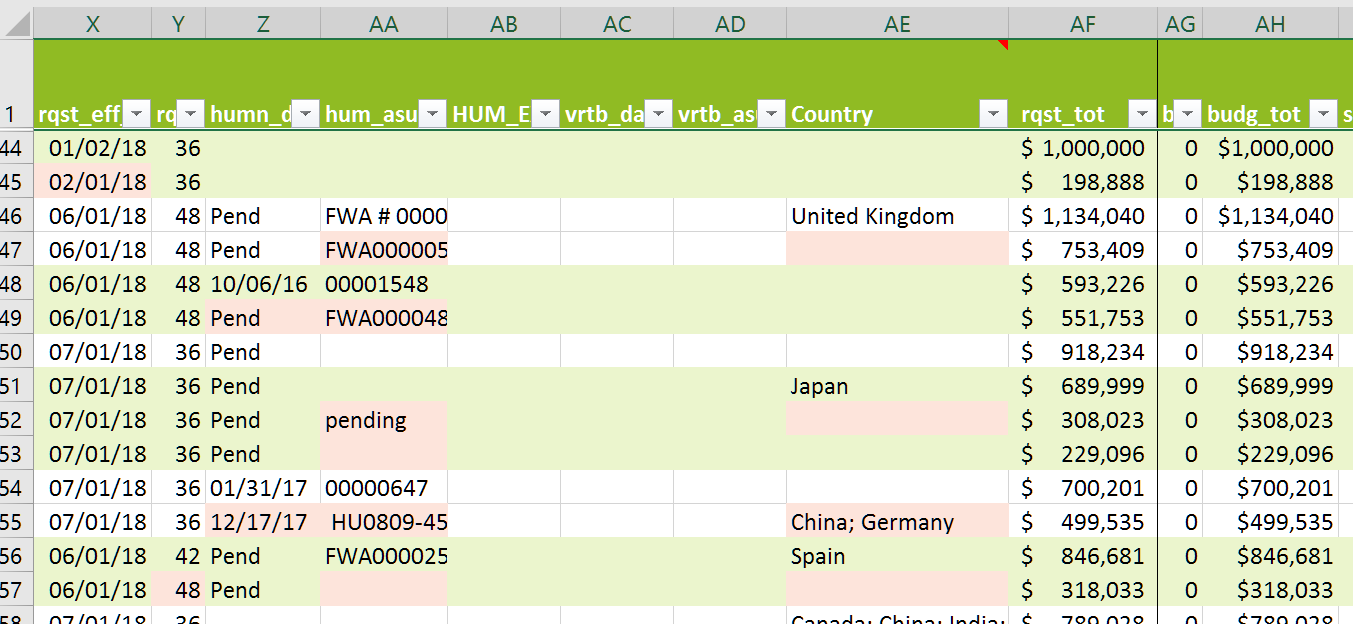 X Y Z AA AB AC AD AE AF AG AH
1 rqst_eff rq humn_d hum_asu HUM_E vrtb_da vrtb_as Country rqst_tot b budg_tot s
44 01/02/18 36 $ 1,000,000 0 $1,000,000
45 02/01/18 36 $ 198,888 0 $198,888
46 06/01/18 48 Pend FWA # 0000 United Kingdom $ 1,134,040 0 $1,134,040
47 06/01/18 48 Pend FWA000005 $ 753,409 0 $753,409
48 06/01/18 48 10/06/16 00001548 $ 593,226 0 $593,226
49 06/01/18 48 Pend FWA000048 $ 551,753 0 $551,753
50 07/01/18 36 Pend $ 918,234 0 $918,234
51 07/01/18 36 Pend Japan $ 689,999 0 $689,999
52 07/01/18 36 Pend pending $ 308,023 0 $308,023
53 07/01/18 36 Pend $ 229,096 0 $229,096
54 07/01/18 36 01/31/17 00000647 $ 700,201 0 $700,201
55 07/01/18 36 12/17/17 HU0809-45 China; Germany $ 499,535 0 $499,535
56 06/01/18 42 Pend FWA000025 Spain $ 846,681 0 $846,681
57 06/01/18 48 Pend $ 318,033 0 $318,033
58 07/01/18 36 Canada; China; India; $ 789,028 0 $789,028